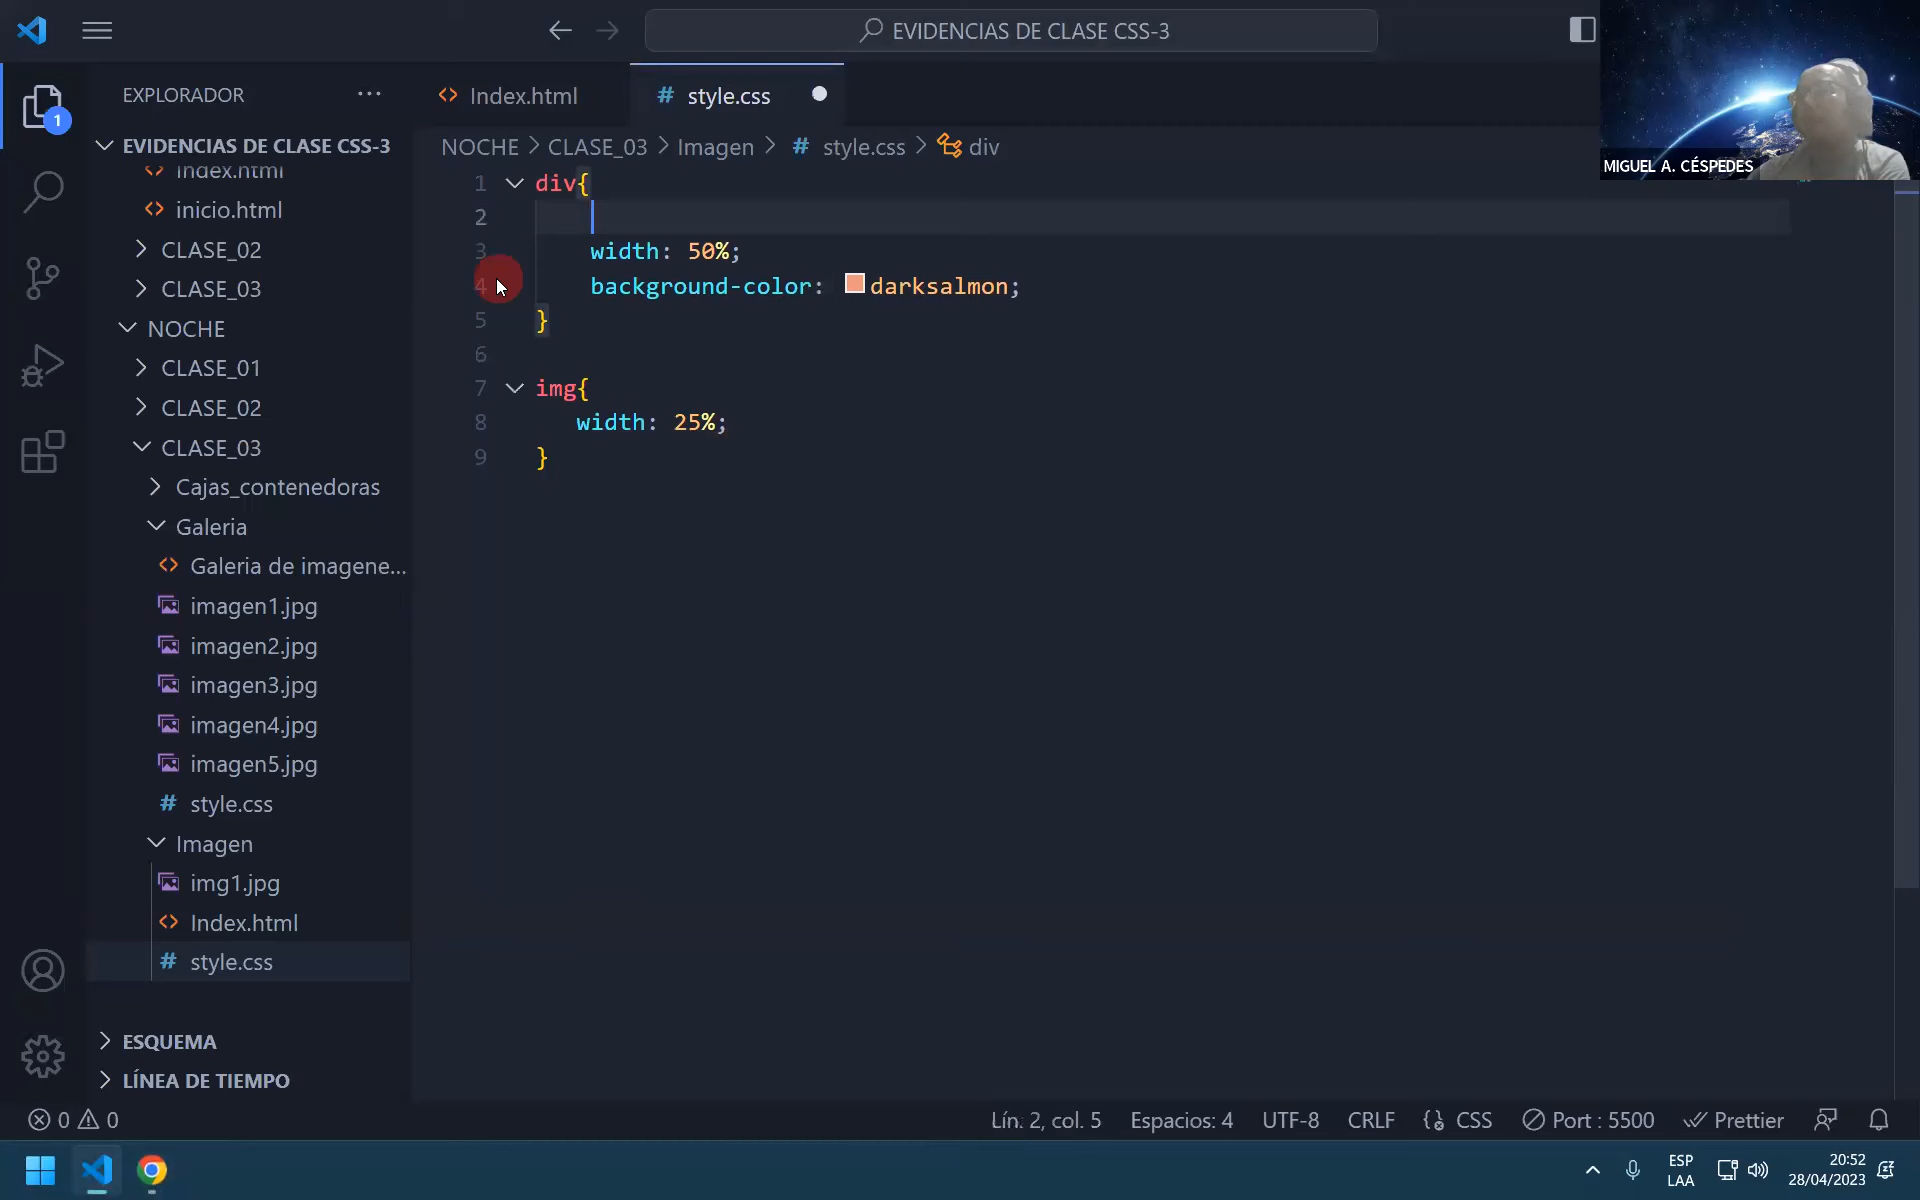 EVIDENCIAS DE CLASE CSS-3
EXPLORADOR
Index.html
style.css
MIGUEL A. CÉSPEDES
EVIDENCIAS DE CLASE CSS-3
NOCHE > CLASE_03 > Imagen > # style.css > div
index.html
inicio.html
CLASE_02
CLASE_03
NOCHE
CLASE_01
CLASE_02
CLASE_03
Cajas_contenedoras
Galeria
Galeria de imagene...
imagen1.jpg
imagen2.jpg
imagen3.jpg
imagen4.jpg
imagen5.jpg
# style.css
Imagen
img1.jpg
Index.html
# style.css
ESQUEMA
LÍNEA DE TIEMPO
1 div{
2
3 width: 50%;
4 background-color: darksalmon;
5 }
6
7 img{
8 width: 25%;
9 }
1
0 0
Lín. 2, col. 5
Espacios: 4
UTF-8
CRLF
{} CSS
Port : 5500
Prettier
ESP
LAA
20:52
28/04/2023